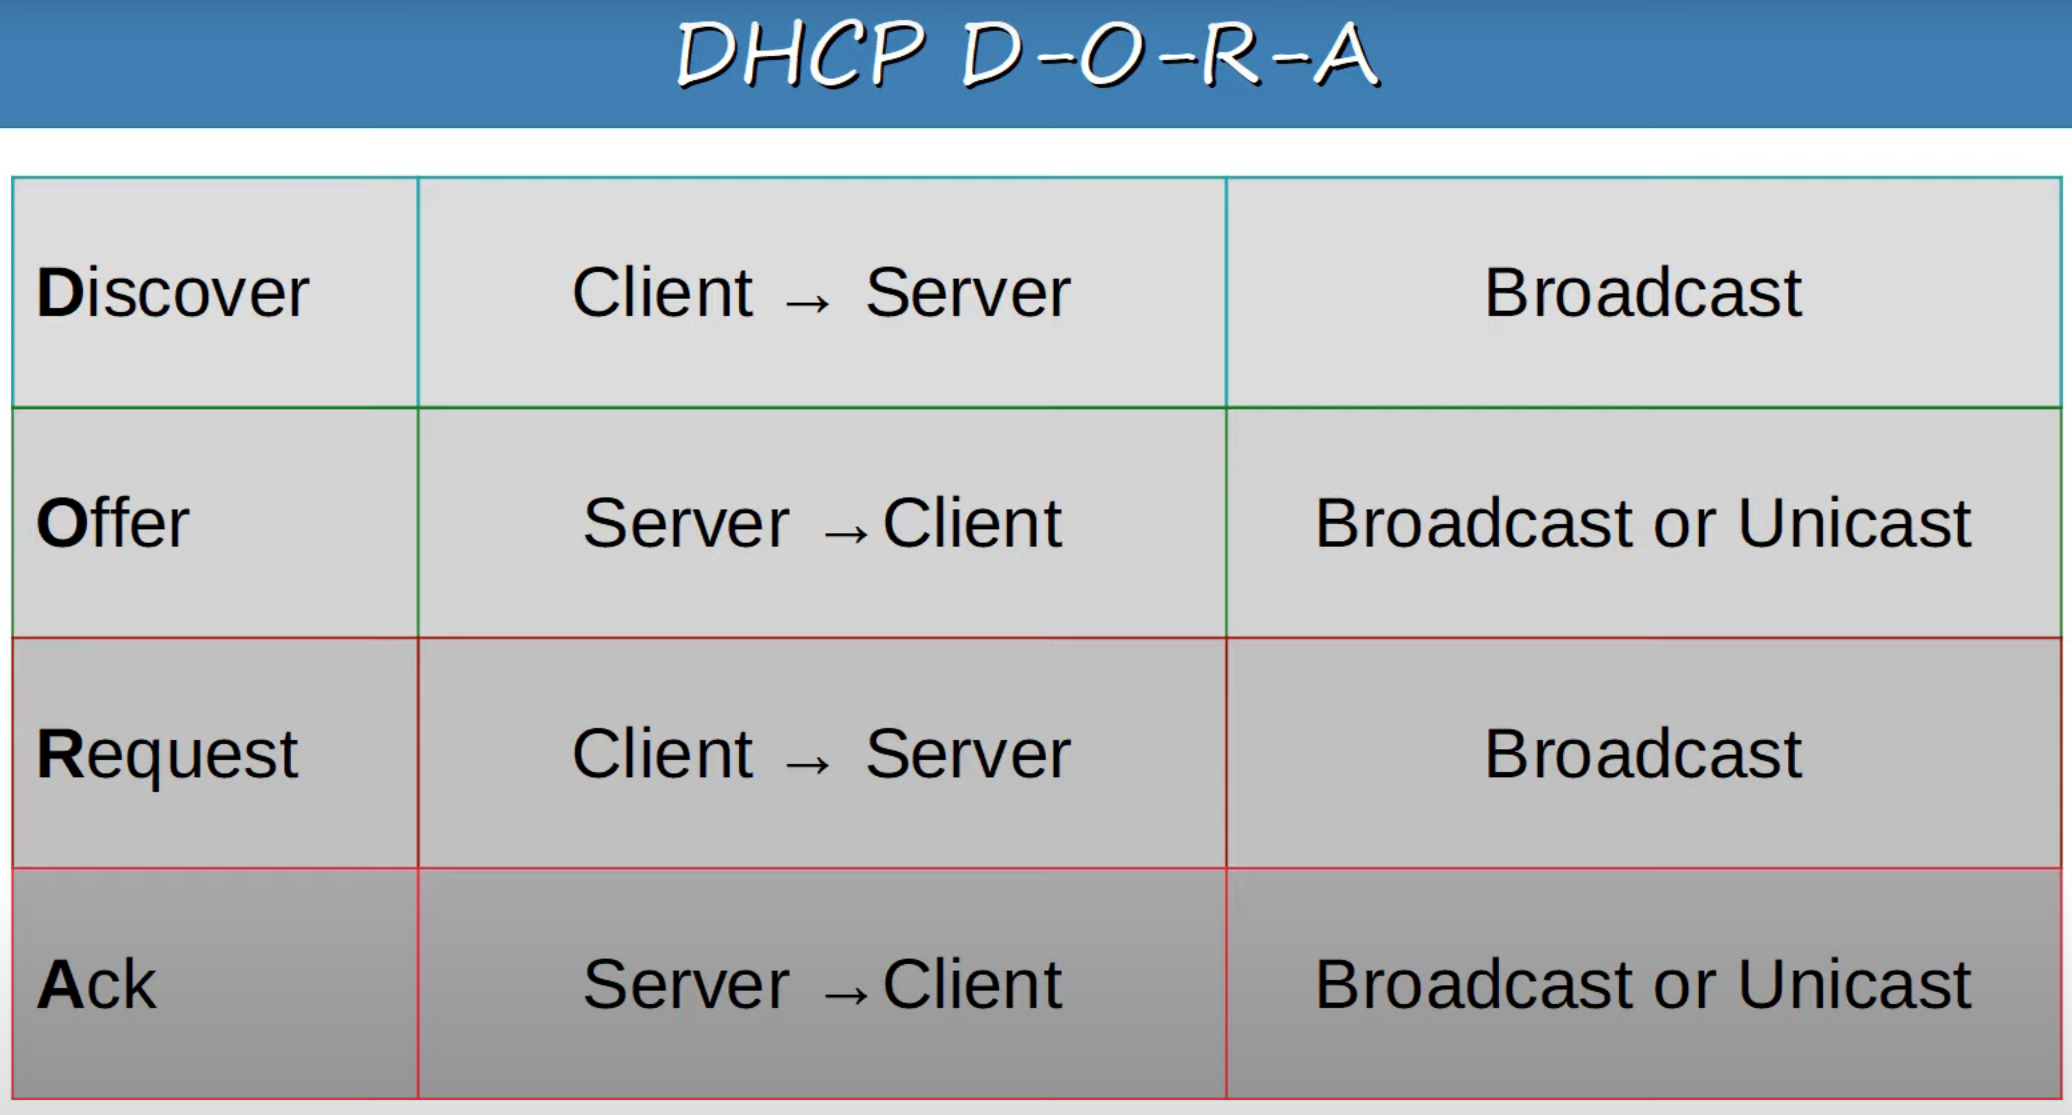 DHCP D-O-R-A
Discover Client → Server Broadcast
Offer Server →Client Broadcast or Unicast
Request Client → Server Broadcast
Ack Server →Client Broadcast or Unicast